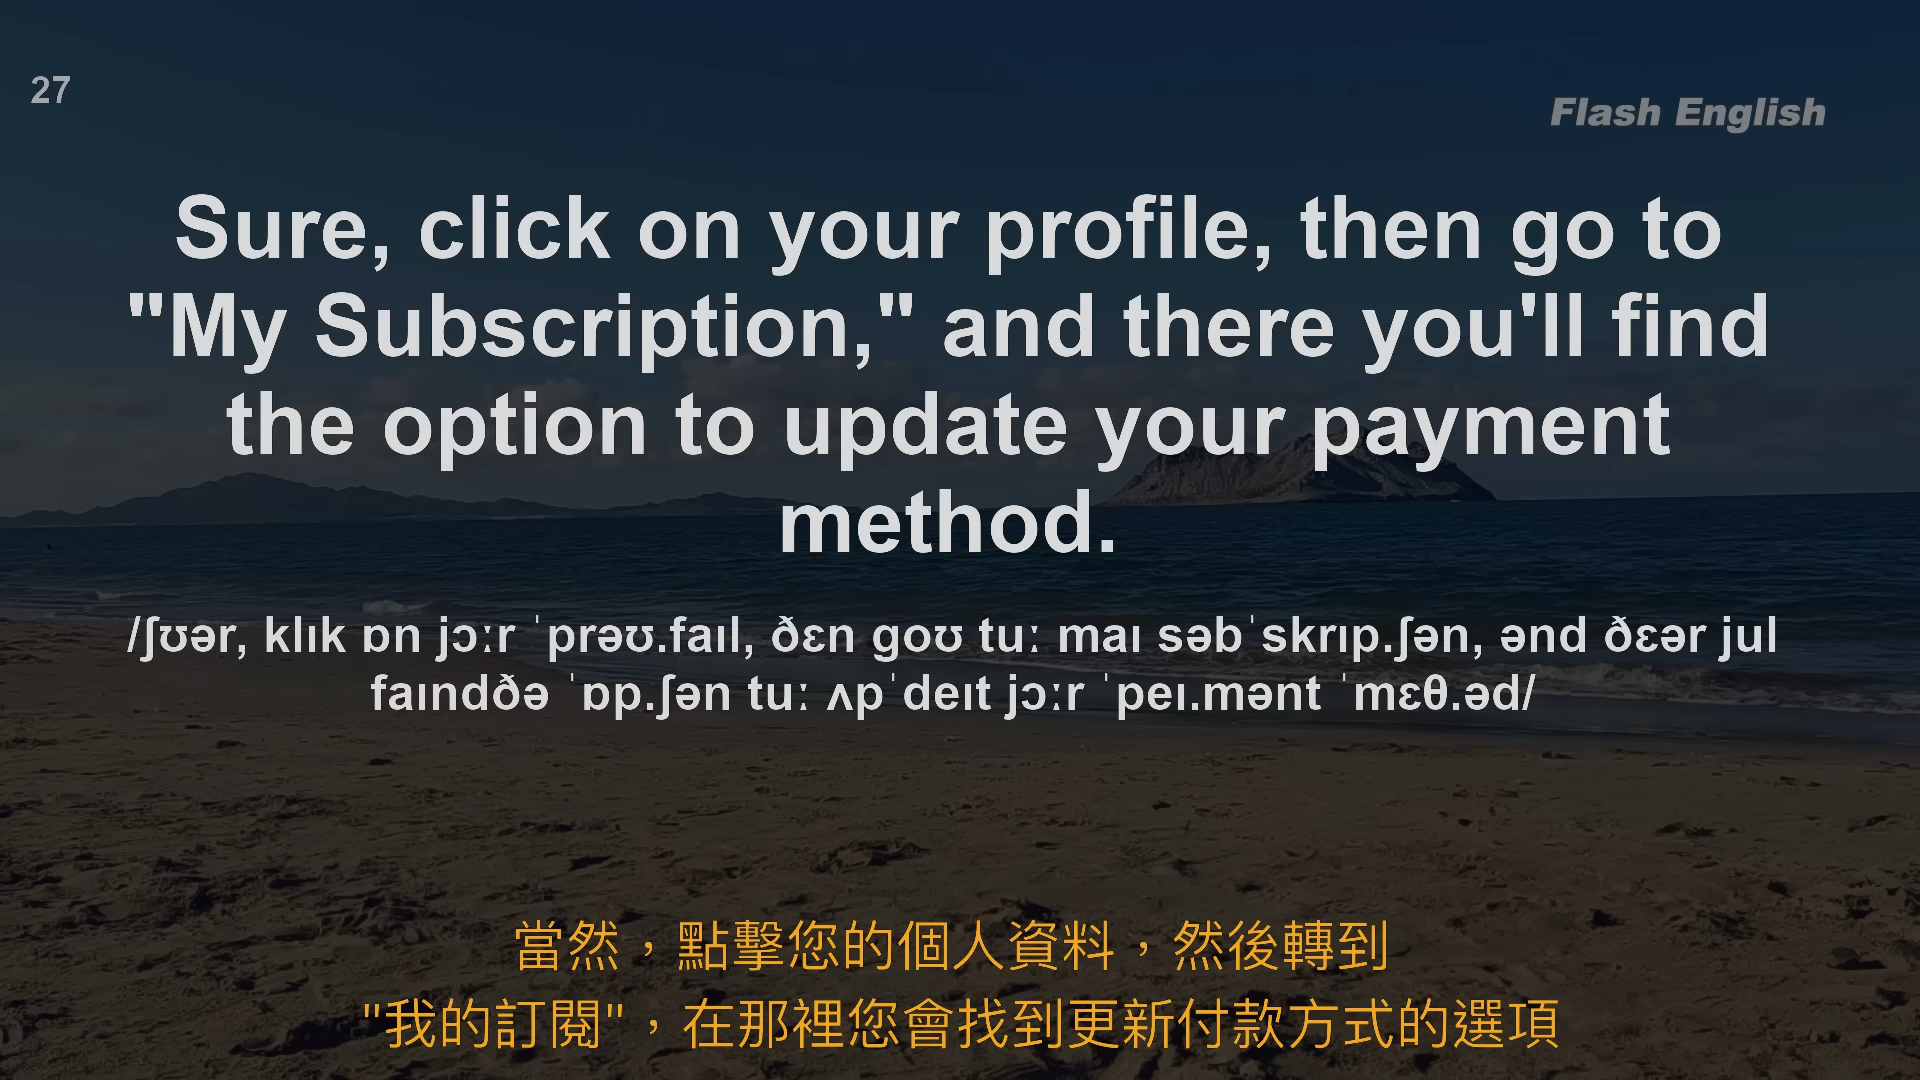 27
Flash English
Sure, click on your profile, then go to
"My Subscription," and there you'll find
the option to update your payment
method.
/ʃʊər, klɪk ɒn jɔːr ˈprəʊ.faɪl, ðɛn goʊ tuː maɪ səbˈskrɪp.ʃən, ənd ðɛər jul
faɪndðə ˈɒp.ʃən tuː ʌpˈdeɪt jɔːr ˈpeɪ.mənt ˈmɛθ.əd/
當然，點擊您的個人資料，然後轉到
"我的訂閱"，在那裡您會找到更新付款方式的選項